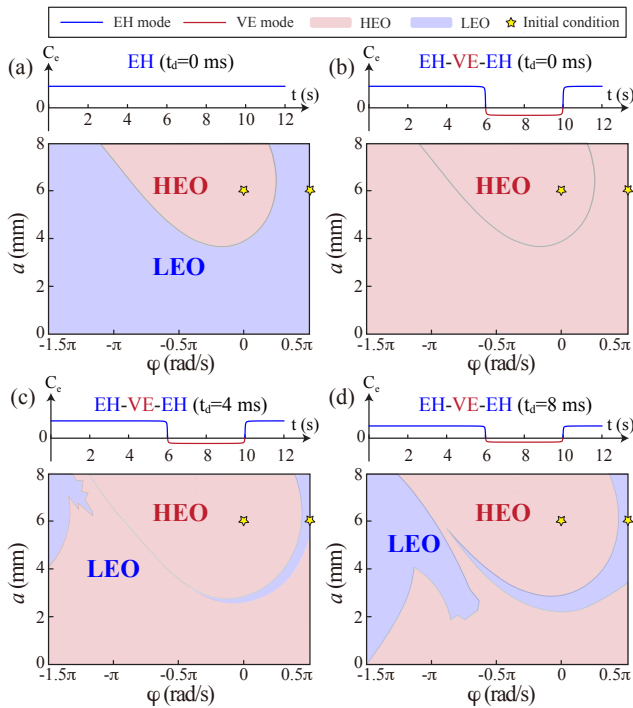 EH mode VE mode HEO LEO Initial condition
(a) Cₑ EH (t_d=0 ms)
0 t (s)
2 4 6 8 10 12
8
6
4
2
0
a (mm)
HEO
LEO
-1.5π -π -0.5π 0 0.5π
φ (rad/s)
(b) EH-VE-EH (t_d=0 ms)
0 t (s)
2 4 6 8 10 12
8
6
4
2
0
a (mm)
HEO
-1.5π -π -0.5π 0 0.5π
φ (rad/s)
(c) Cₑ EH-VE-EH (t_d=4 ms)
0 t (s)
2 4 6 8 10 12
8
6
4
2
0
a (mm)
HEO
LEO
-1.5π -π -0.5π 0 0.5π
φ (rad/s)
(d) Cₑ EH-VE-EH (t_d=8 ms)
0 t (s)
2 4 6 8 10 12
8
6
4
2
0
a (mm)
HEO
LEO
-1.5π -π -0.5π 0 0.5π
φ (rad/s)